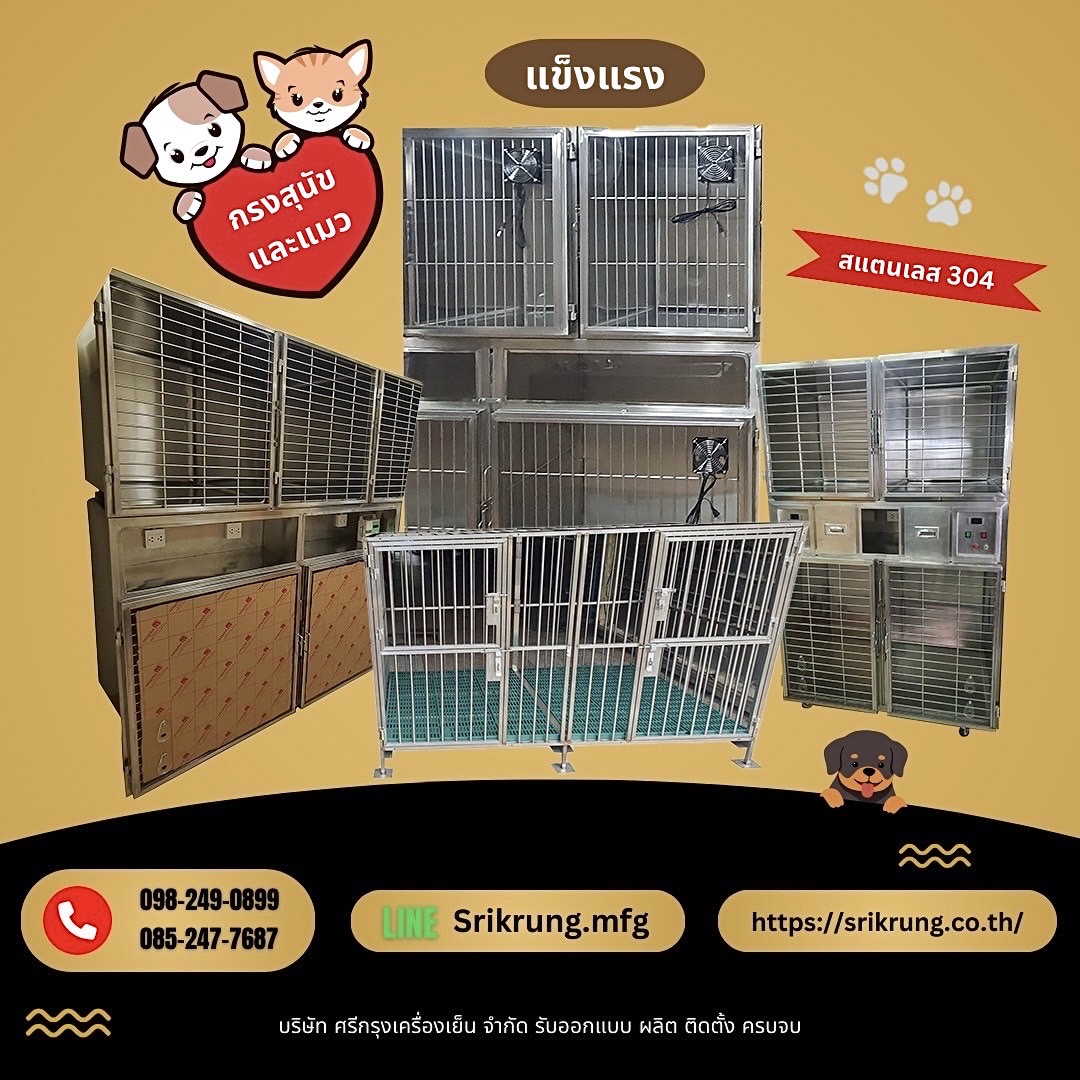 แข็งแรง
กรงสุนัข
และแมว
สแตนเลส 304
098-249-0899
085-247-7687
LINE Srikrung.mfg
https://srikrung.co.th/
บริษัท ศรีกรุงเครื่องเย็น จำกัด รับออกแบบ ผลิต ติดตั้ง ครบจบ